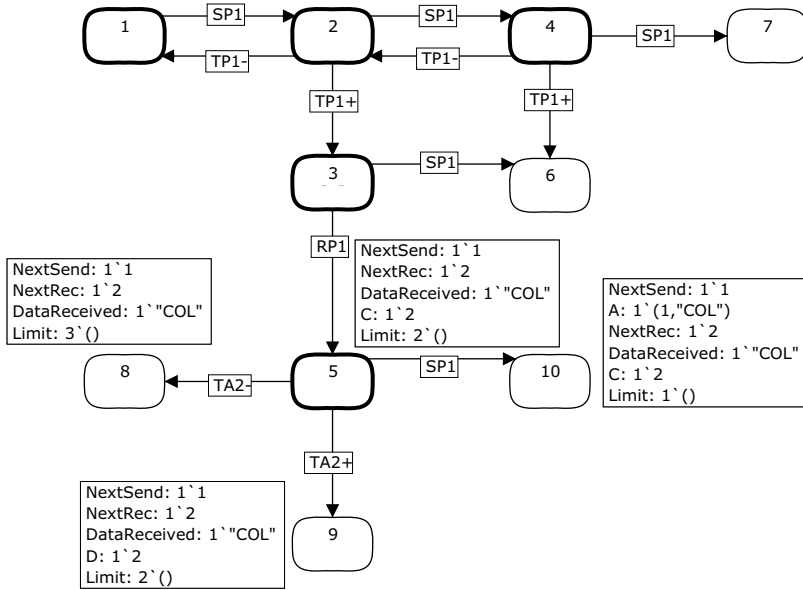 1
SP1
2
SP1
4
SP1
7
TP1-
TP1-
TP1+
TP1+
3
SP1
6
RP1
NextSend: 1`1
NextRec: 1`2
DataReceived: 1`"COL"
Limit: 3`()
NextSend: 1`1
NextRec: 1`2
DataReceived: 1`"COL"
C: 1`2
Limit: 2`()
NextSend: 1`1
A: 1`(1,"COL")
NextRec: 1`2
DataReceived: 1`"COL"
C: 1`2
Limit: 1`()
8
TA2-
5
SP1
10
TA2+
NextSend: 1`1
NextRec: 1`2
DataReceived: 1`"COL"
D: 1`2
Limit: 2`()
9